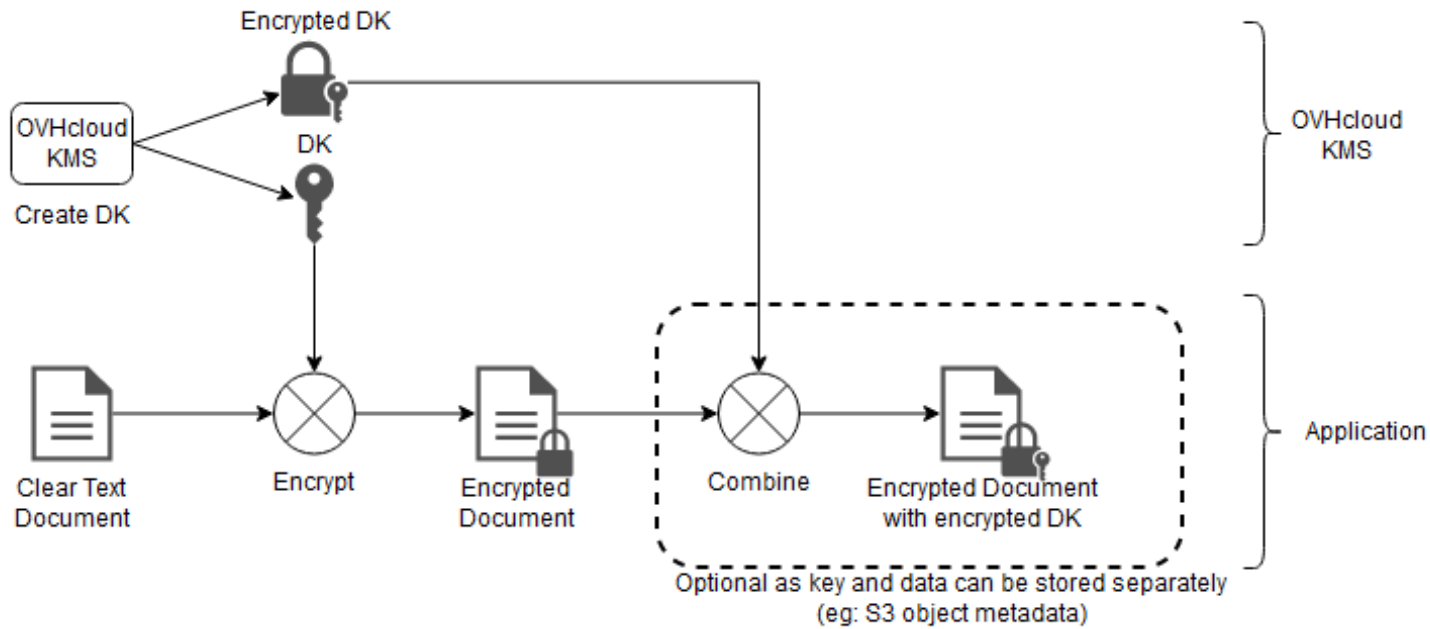 Encrypted DK
OVHcloud
KMS
DK
Create DK
OVHcloud
KMS
Clear Text
Document
Encrypt
Encrypted
Document
Combine
Encrypted Document
with encrypted DK
Application
Optional as key and data can be stored separately
(eg: S3 object metadata)